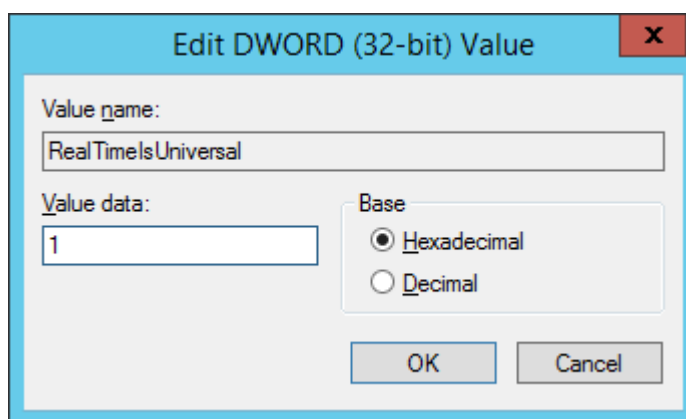 Edit DWORD (32-bit) Value
x
Value name:
RealTimeIsUniversal
Value data:
1
Base
Hexadecimal
Decimal
OK
Cancel